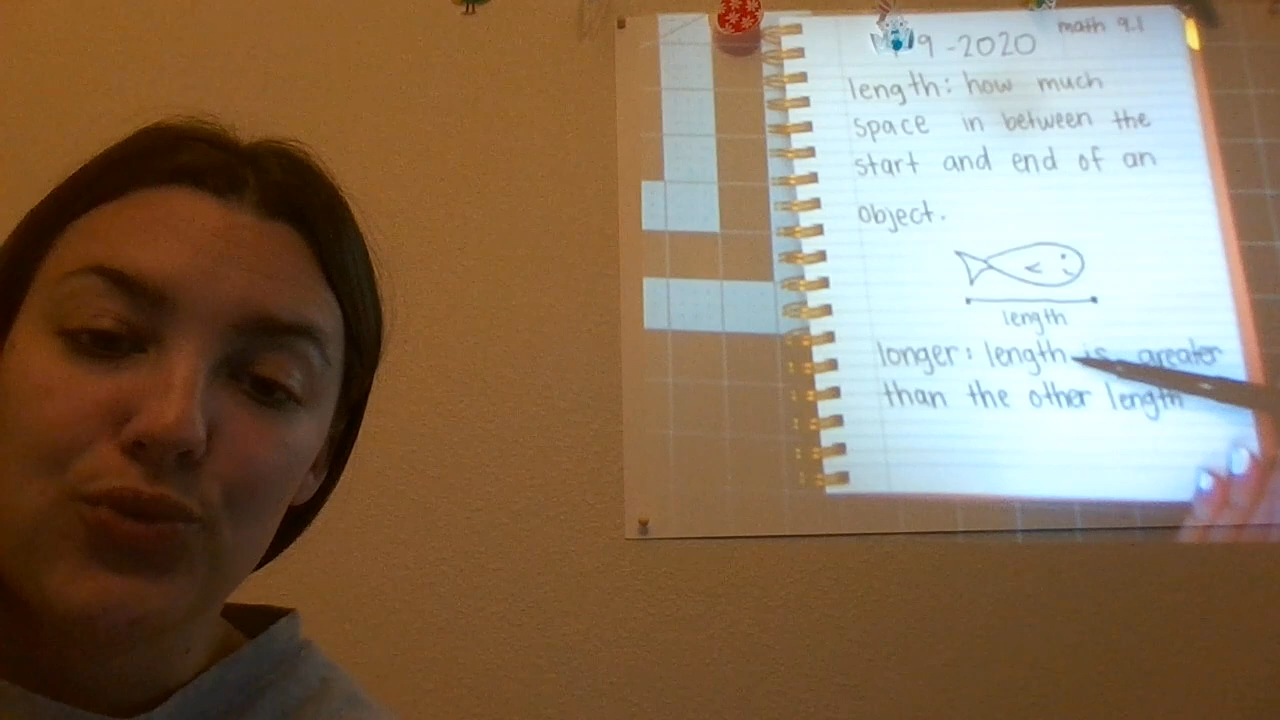 math 9.1
9-2020
length: how much
space in between the
start and end of an
object.
length
longer: length is greater
than the other length